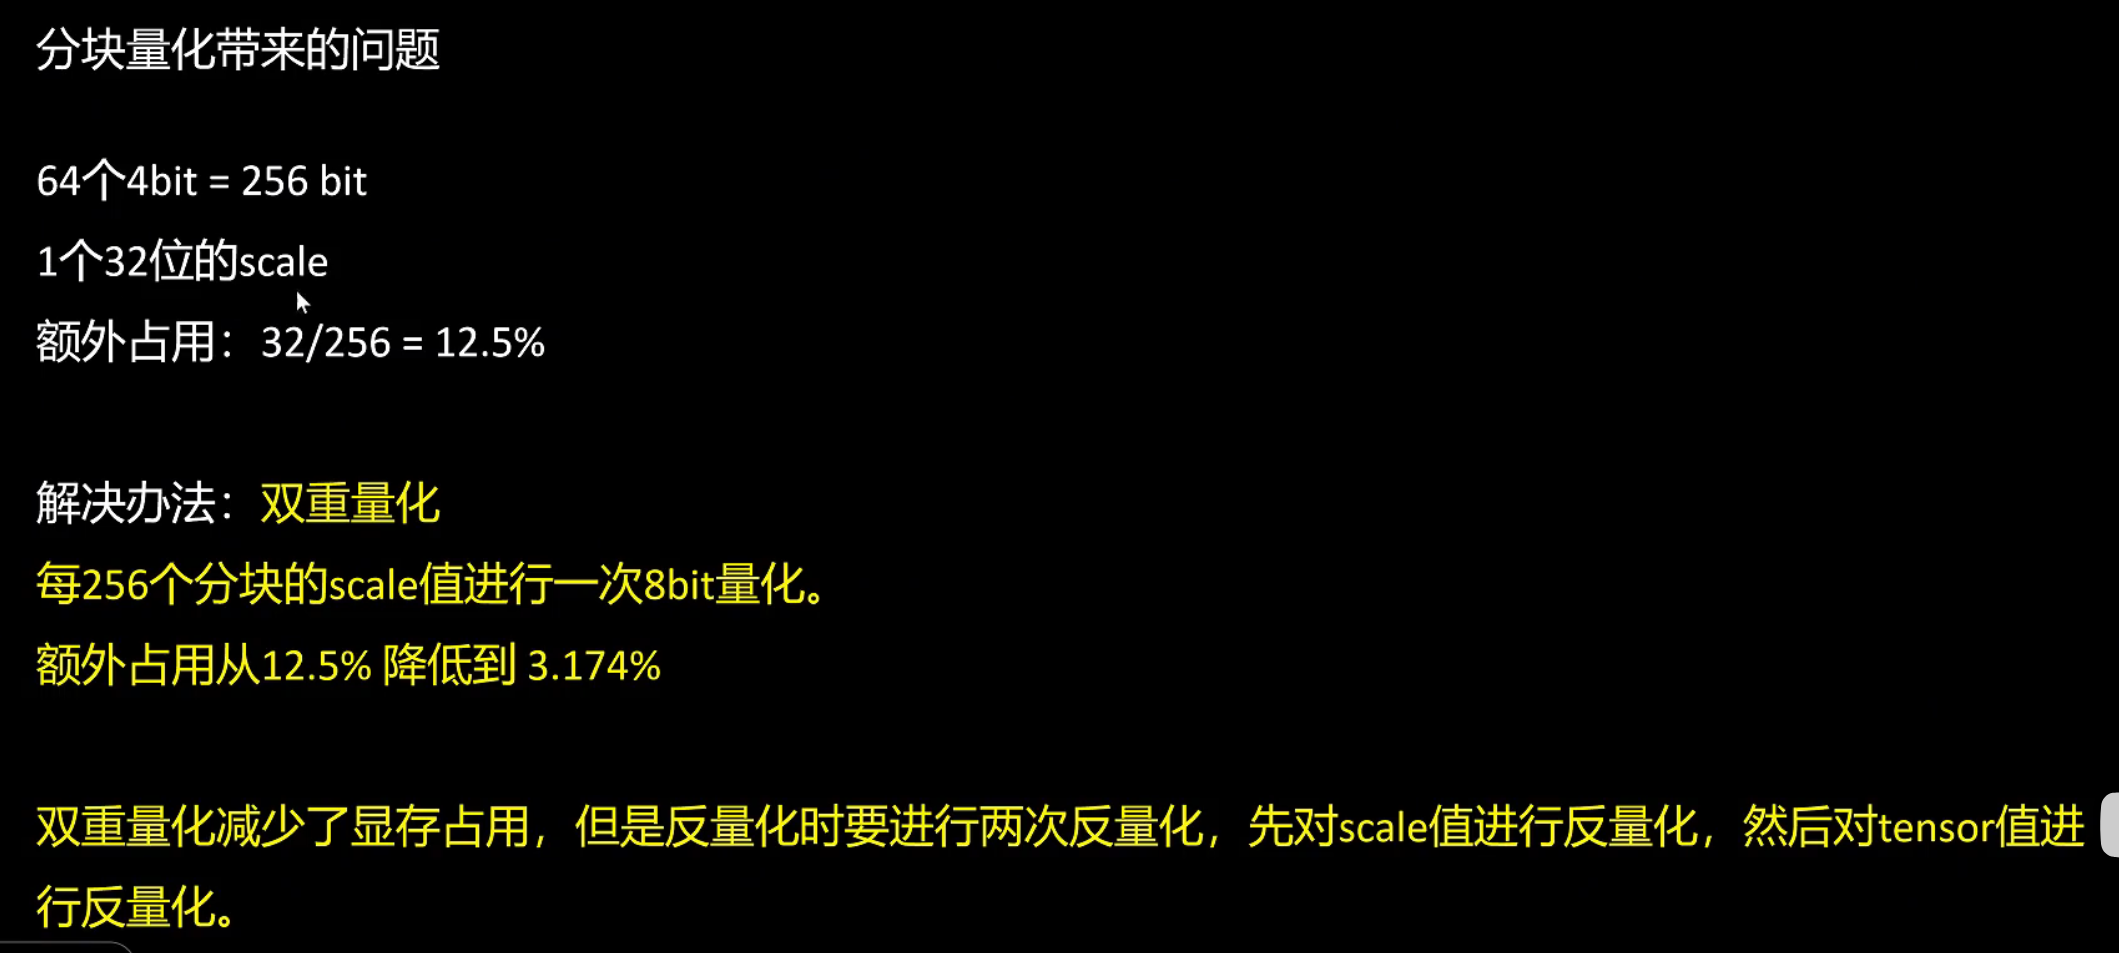 分块量化带来的问题
64个4bit = 256 bit
1个32位的scale
额外占用：32/256 = 12.5%
解决办法：双重量化
每256个分块的scale值进行一次8bit量化。
额外占用从12.5% 降低到 3.174%
双重量化减少了显存占用，但是反量化时要进行两次反量化，先对scale值进行反量化，然后对tensor值进
行反量化。